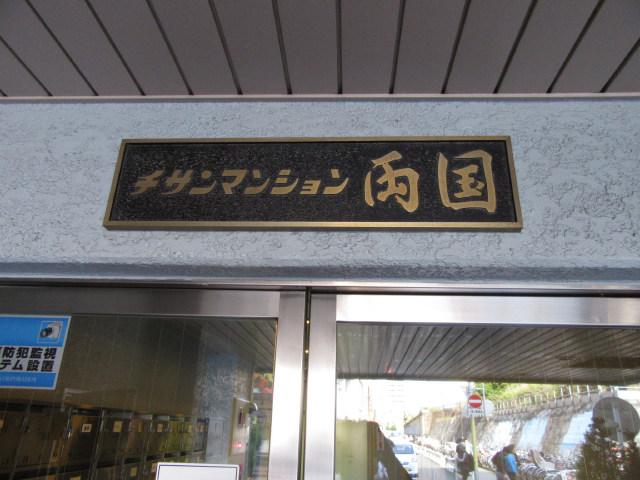 チサンマンション 両国
防犯監視
テム設置